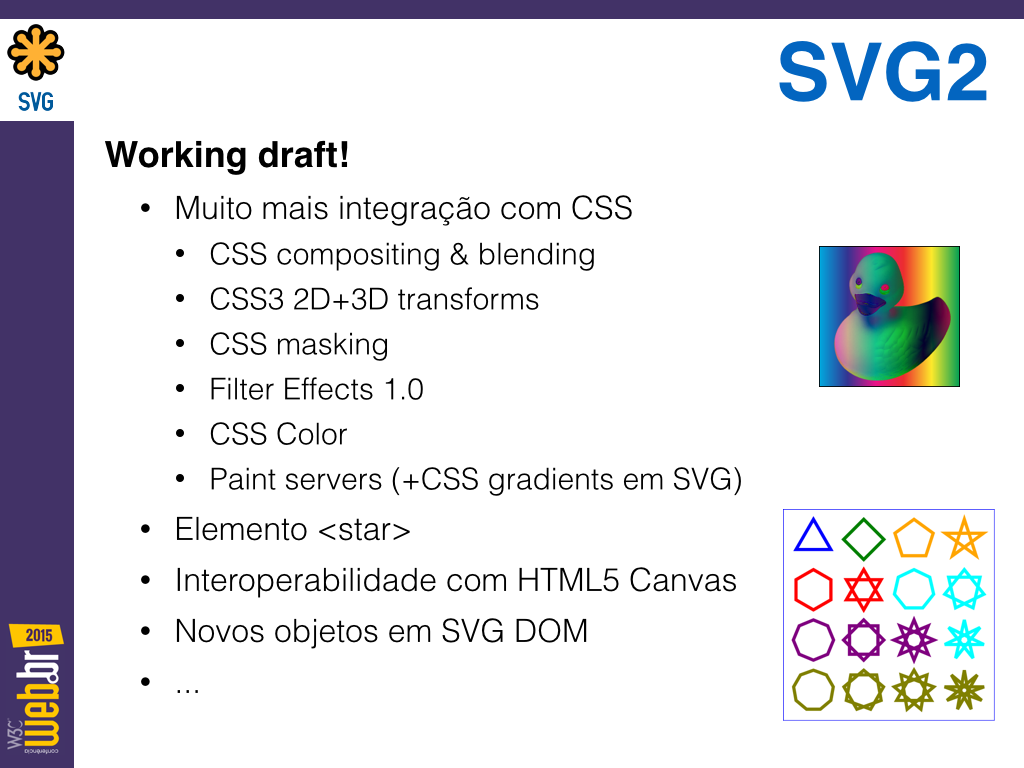 SVG
SVG2
Working draft!
• Muito mais integração com CSS
• CSS compositing & blending
• CSS3 2D+3D transforms
• CSS masking
• Filter Effects 1.0
• CSS Color
• Paint servers (+CSS gradients em SVG)
• Elemento <star>
• Interoperabilidade com HTML5 Canvas
• Novos objetos em SVG DOM
• ...
2015
W3C
conferência
web.br